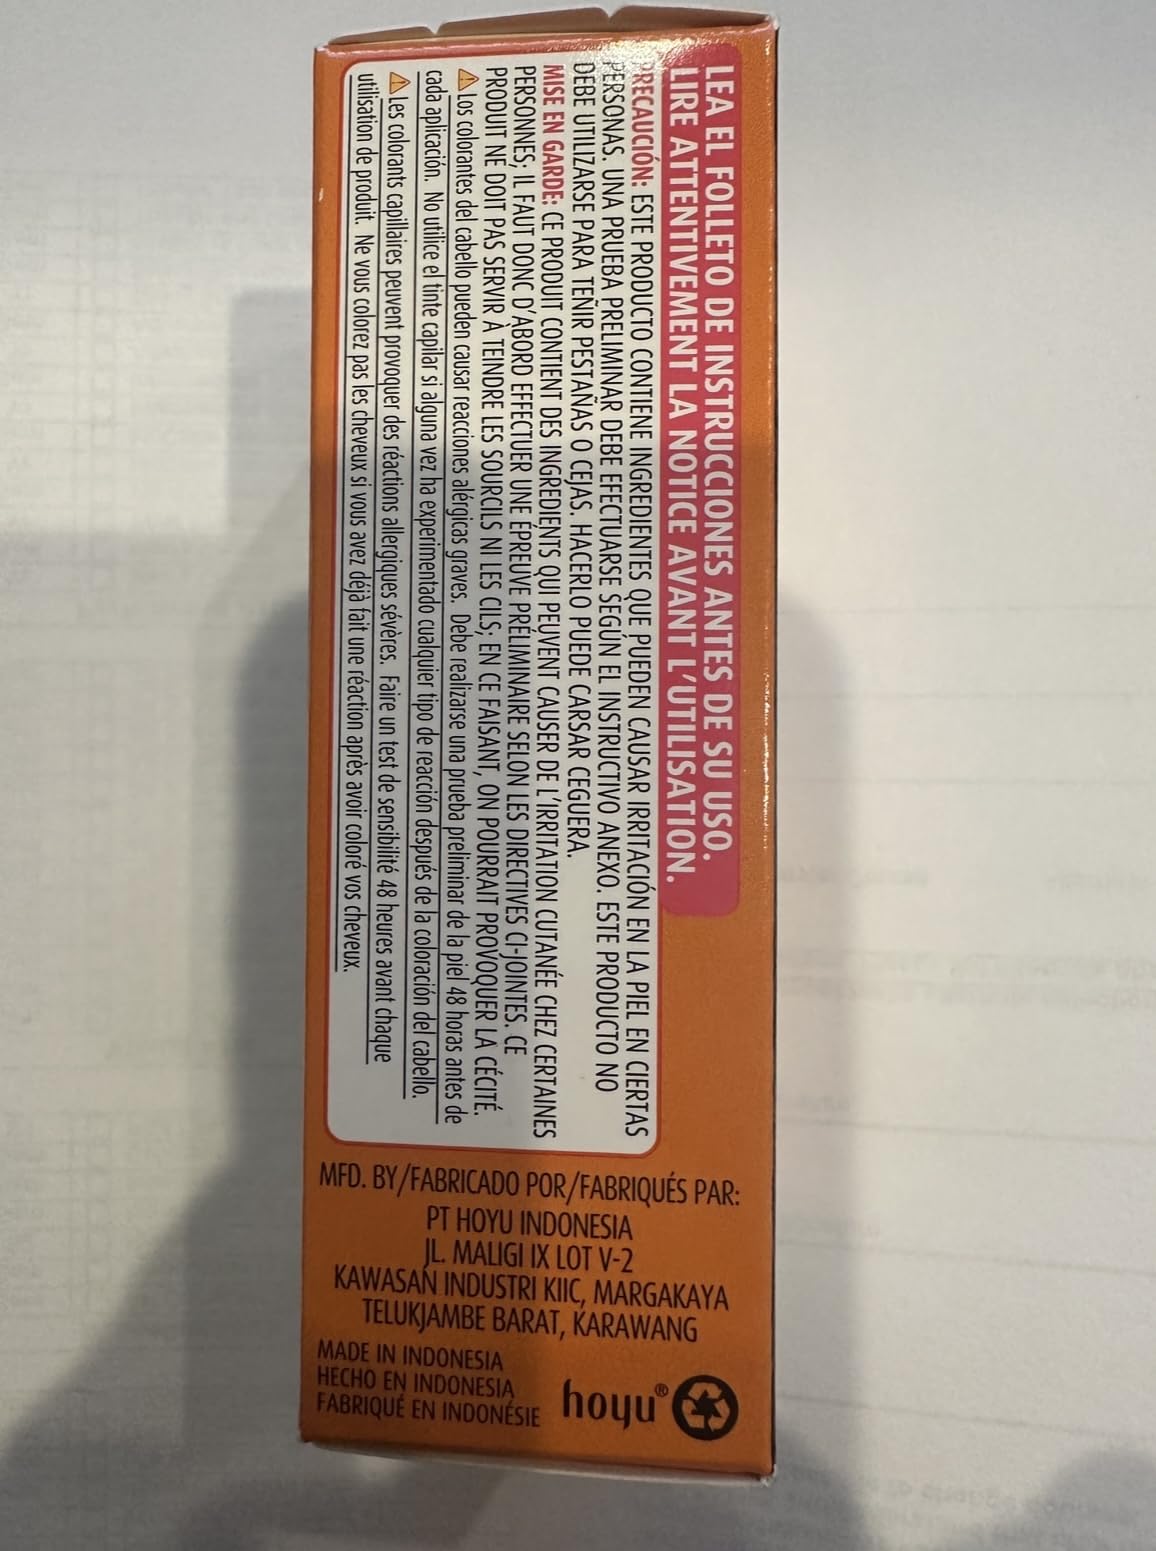 LEA EL FOLLETO DE INSTRUCCIONES ANTES DE SU USO.
LIRE ATTENTIVEMENT LA NOTICE AVANT L'UTILISATION.
PRECAUCIÓN: ESTE PRODUCTO CONTIENE INGREDIENTES QUE PUEDEN CAUSAR IRRITACIÓN EN LA PIEL EN CIERTAS
PERSONAS. UNA PRUEBA PRELIMINAR DEBE EFECTUARSE SEGÚN EL INSTRUCTIVO ANEXO. ESTE PRODUCTO NO
DEBE UTILIZARSE PARA TEÑIR PESTAÑAS O CEJAS. HACERLO PUEDE CARSAR CEGUERA.
MISE EN GARDE: CE PRODUIT CONTIENT DES INGRÉDIENTS QUI PEUVENT CAUSER DE L'IRRITATION CUTANÉE CHEZ CERTAINES
PERSONNES; IL FAUT DONC D'ABORD EFFECTUER UNE ÉPREUVE PRÉLIMINAIRE SELON LES DIRECTIVES CI-JOINTES. CE
PRODUIT NE DOIT PAS SERVIR À TEINDRE LES SOURCILS NI LES CILS; EN CE FAISANT, ON POURRAIT PROVOQUER LA CÉCITÉ.
⚠ Los colorantes del cabello pueden causar reacciones alérgicas graves. Debe realizarse una prueba preliminar de la piel 48 horas antes de
cada aplicación. No utilice el tinte capilar si alguna vez ha experimentado cualquier tipo de reacción después de la coloración del cabello.
⚠ Les colorants capillaires peuvent provoquer des réactions allergiques sévères. Faire un test de sensibilité 48 heures avant chaque
utilisation de produit. Ne vous colorez pas les cheveux si vous avez déjà fait une réaction après avoir coloré vos cheveux.
MFD. BY/FABRICADO POR/FABRIQUÉS PAR:
PT HOYU INDONESIA
JL. MALIGI IX LOT V-2
KAWASAN INDUSTRI KIIC, MARGAKAYA
TELUKJAMBE BARAT, KARAWANG
MADE IN INDONESIA
HECHO EN INDONESIA
FABRIQUÉ EN INDONÉSIE
hoyu®